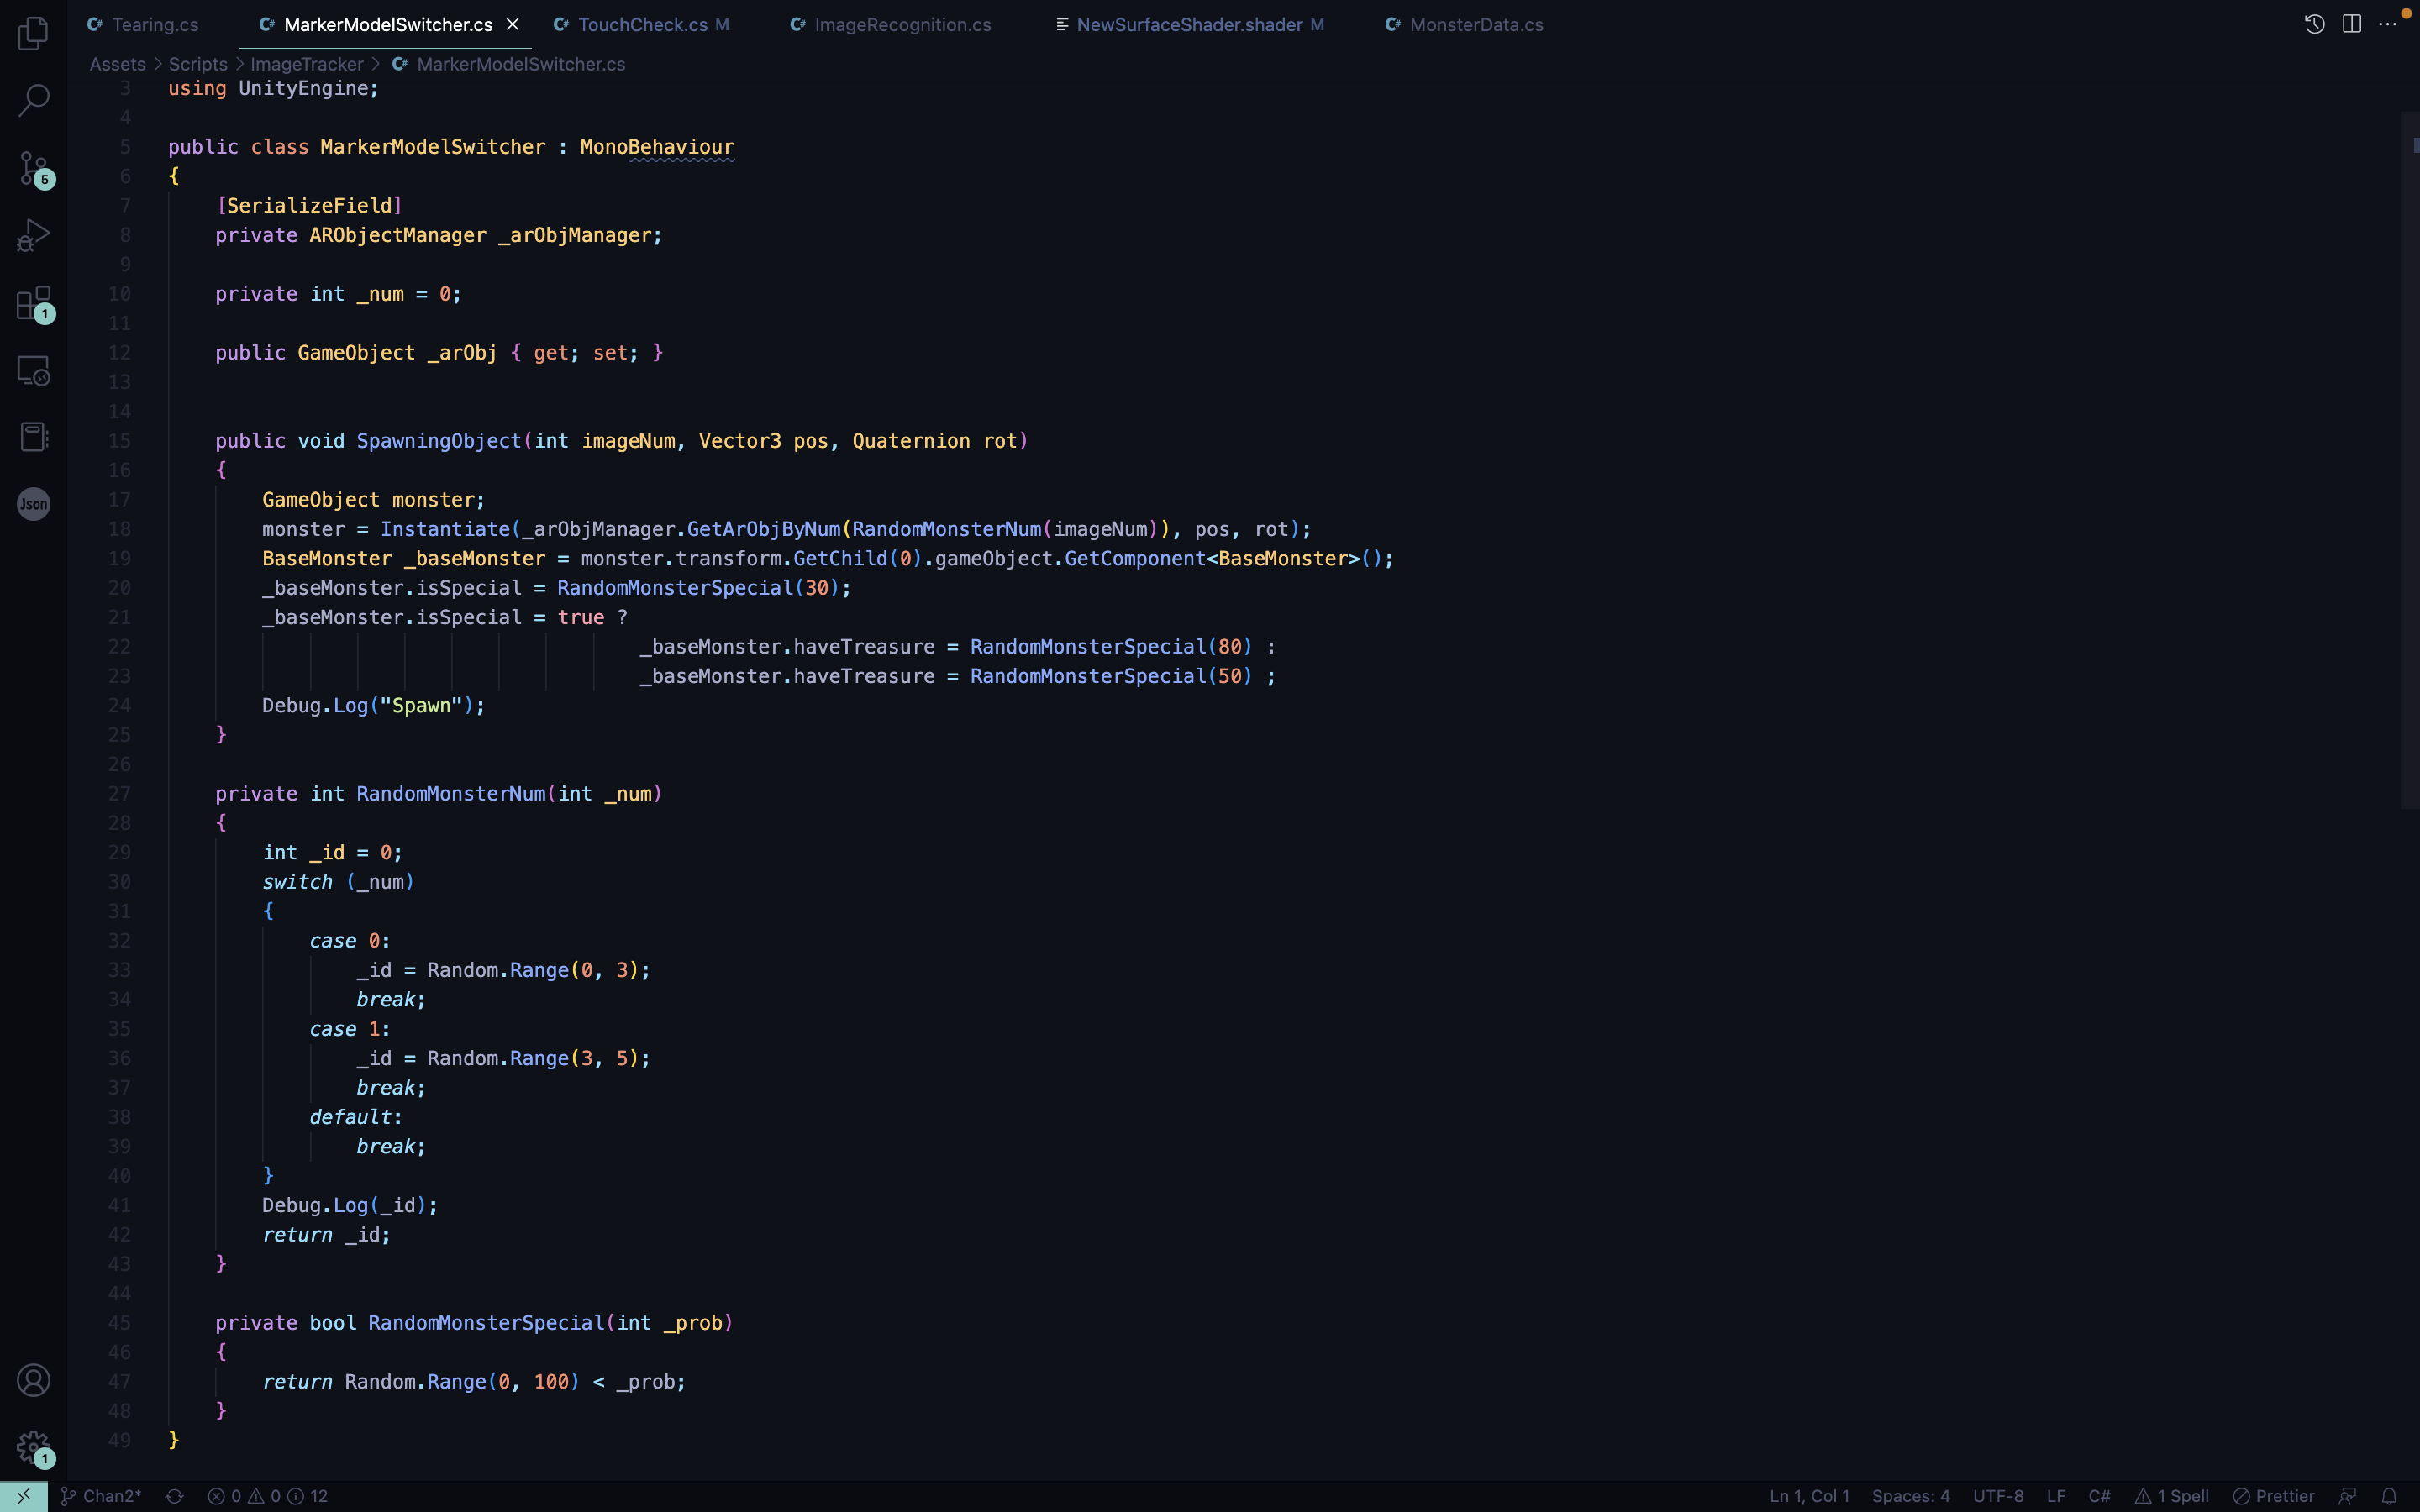 Tearing.cs MarkerModelSwitcher.cs TouchCheck.cs M ImageRecognition.cs NewSurfaceShader.shader M MonsterData.cs
Assets > Scripts > ImageTracker > MarkerModelSwitcher.cs
3 using UnityEngine;
4
5 public class MarkerModelSwitcher : MonoBehaviour
6 {
7 [SerializeField]
8 private ARObjectManager _arObjManager;
9
10 private int _num = 0;
11
12 public GameObject _arObj { get; set; }
13
14
15 public void SpawningObject(int imageNum, Vector3 pos, Quaternion rot)
16 {
17 GameObject monster;
18 monster = Instantiate(_arObjManager.GetArObjByNum(RandomMonsterNum(imageNum)), pos, rot);
19 BaseMonster _baseMonster = monster.transform.GetChild(0).gameObject.GetComponent<BaseMonster>();
20 _baseMonster.isSpecial = RandomMonsterSpecial(30);
21 _baseMonster.isSpecial = true ?
22 _baseMonster.haveTreasure = RandomMonsterSpecial(80) :
23 _baseMonster.haveTreasure = RandomMonsterSpecial(50) ;
24 Debug.Log("Spawn");
25 }
26
27 private int RandomMonsterNum(int _num)
28 {
29 int _id = 0;
30 switch (_num)
31 {
32 case 0:
33 _id = Random.Range(0, 3);
34 break;
35 case 1:
36 _id = Random.Range(3, 5);
37 break;
38 default:
39 break;
40 }
41 Debug.Log(_id);
42 return _id;
43 }
44
45 private bool RandomMonsterSpecial(int _prob)
46 {
47 return Random.Range(0, 100) < _prob;
48 }
49 }
5
1
Json
1
Chan2* 0 0 12 Ln 1, Col 1 Spaces: 4 UTF-8 LF C# 1 Spell Prettier